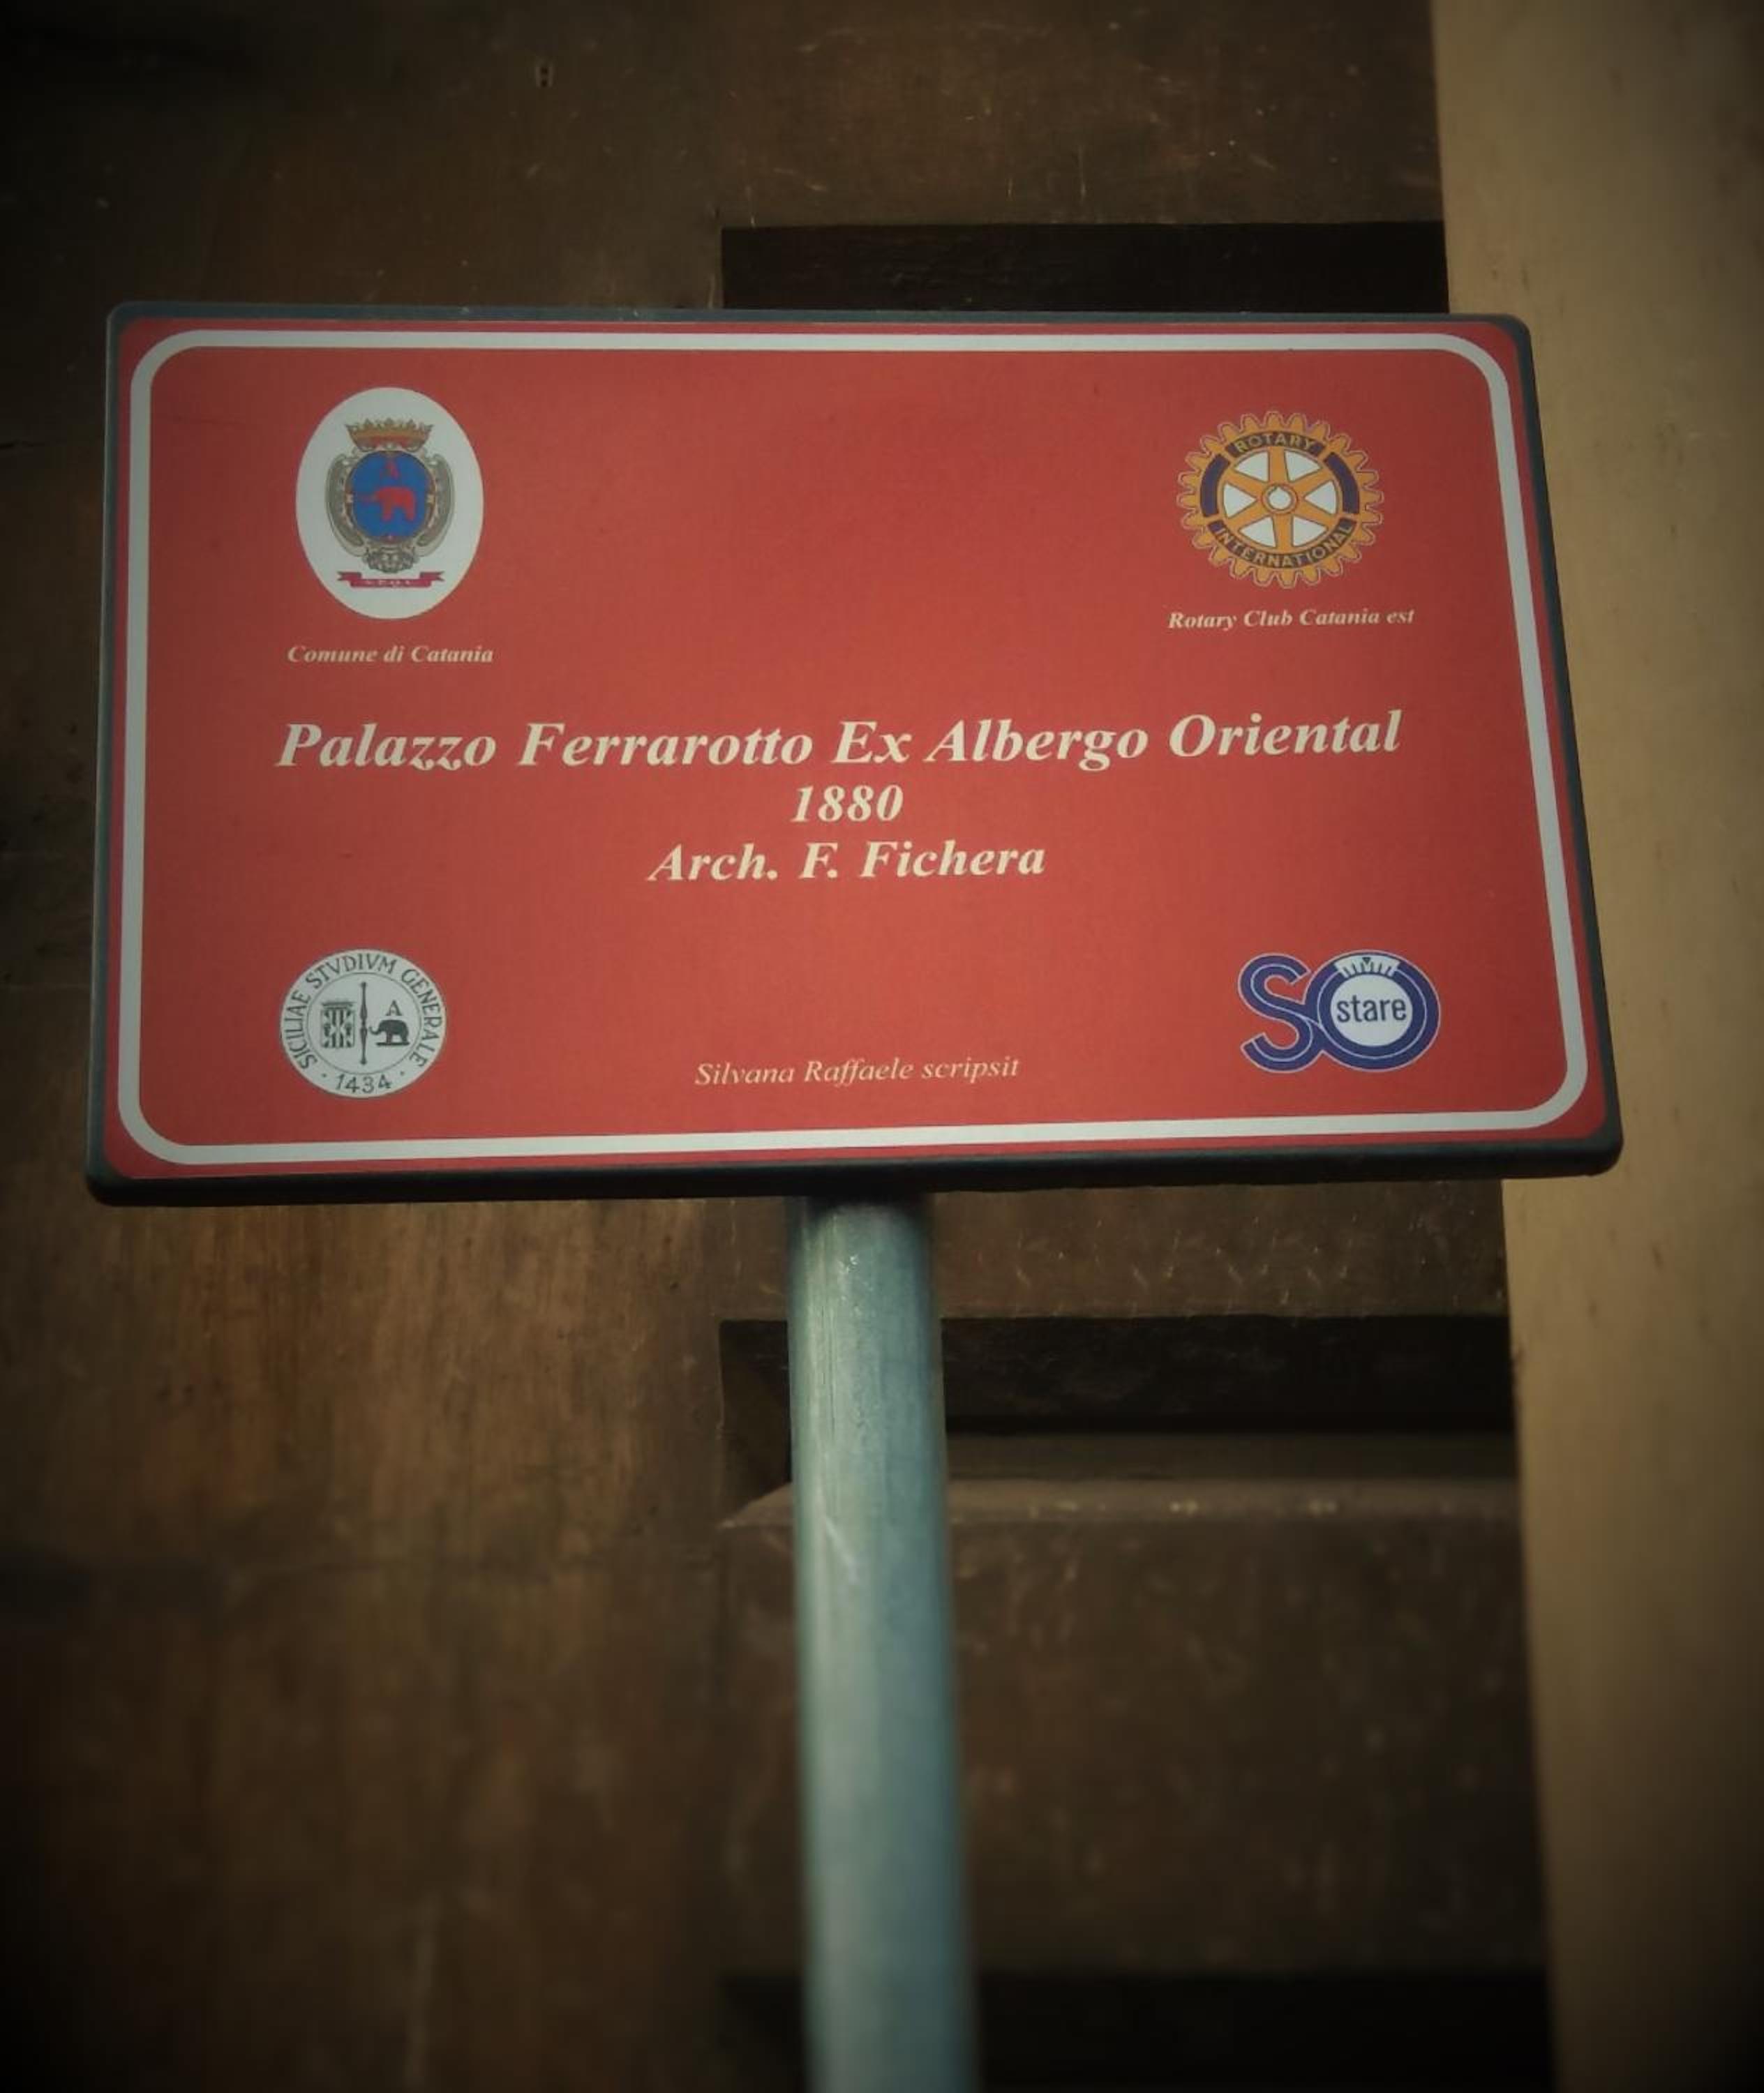 ROTARY
INTERNATIONAL
Comune di Catania
Rotary Club Catania est
Palazzo Ferrarotto Ex Albergo Oriental
1880
Arch. F. Fichera
SICILIAE STVDIVM GENERALE
A
· 1434 ·
SO
stare
Silvana Raffaele scripsit